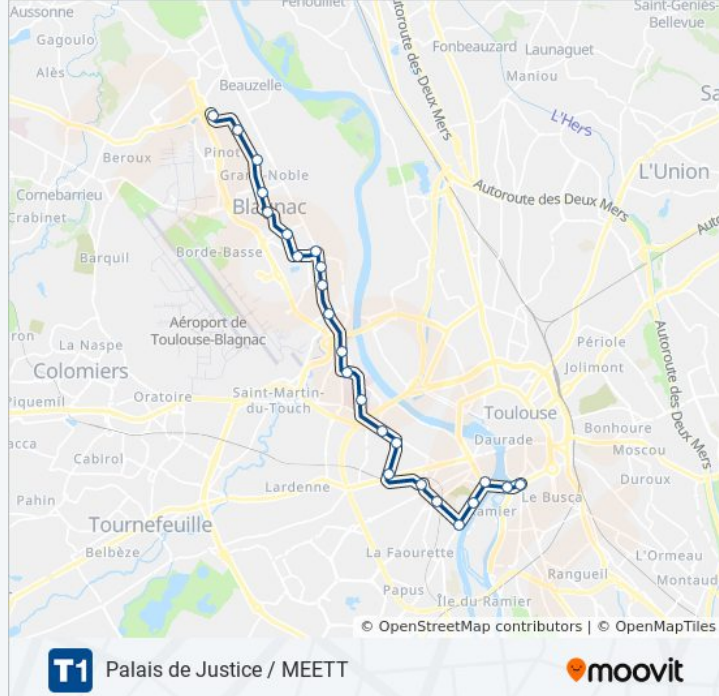 Aussonne
Fenouillet
Saint-Geniès-
Bellevue
Gagoulo
Fonbeauzard
Launaguet
Alès
Beauzelle
Maniou
Autoroute des Deux Mers
L'Hers
Beroux
Pinot
Grand-Noble
L'Union
Cornebarrieu
Crabinet
Blagnac
Autoroute des Deux Mers
Barquil
Borde-Basse
Aéroport de
Toulouse-Blagnac
La Naspe
Périole
Colomiers
Jolimont
Autoroute des Deux Mers
Piquemil
Oratoire
Saint-Martin-
du-Touch
Toulouse
Bonhoure
Daurade
Moscou
Cabirol
Pahin
Lardenne
Duroux
Le Busca
Tournefeuille
Belbèze
La Faourette
L'Ormeau
Rangueil
Montaud
Papus
Île du Ramier
© OpenStreetMap contributors | © OpenMapTiles
T1 Palais de Justice / MEETT
moovit